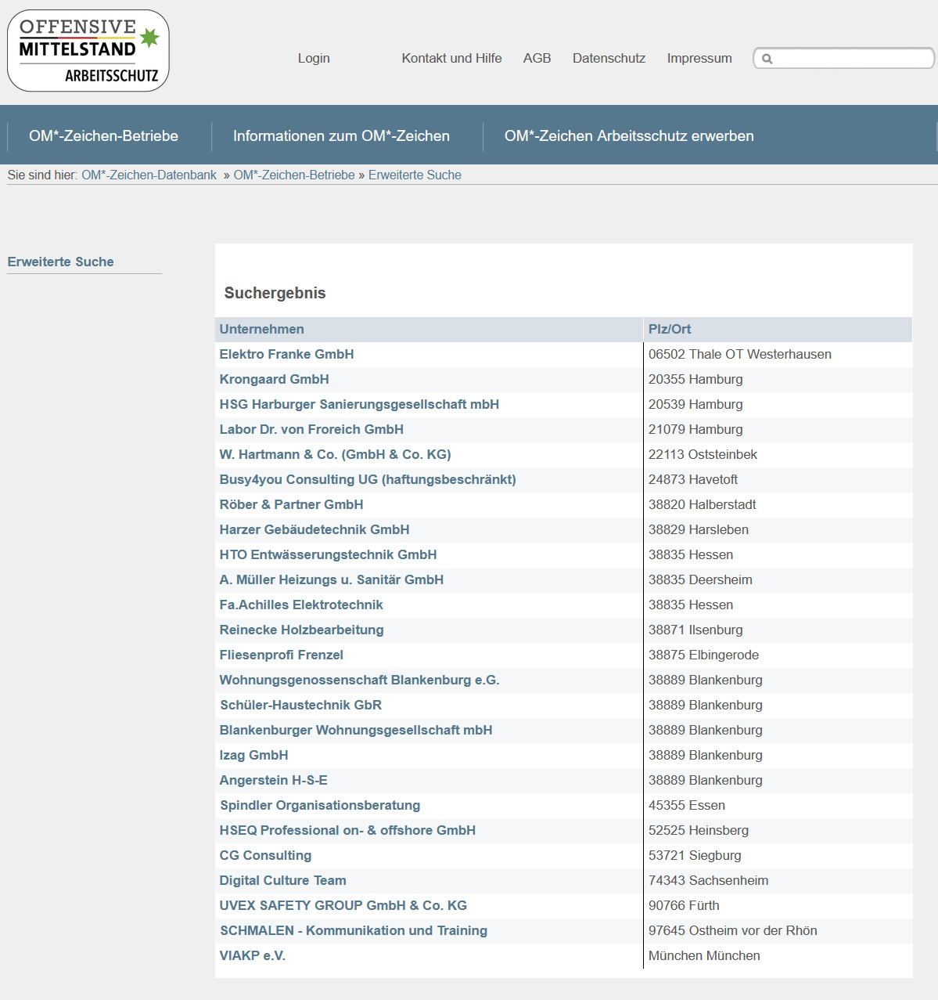 OFFENSIVE
MITTELSTAND
ARBEITSSCHUTZ
Login Kontakt und Hilfe AGB Datenschutz Impressum
OM*-Zeichen-Betriebe Informationen zum OM*-Zeichen OM*-Zeichen Arbeitsschutz erwerben
Sie sind hier: OM*-Zeichen-Datenbank » OM*-Zeichen-Betriebe » Erweiterte Suche
Erweiterte Suche
Suchergebnis
Unternehmen Plz/Ort
Elektro Franke GmbH 06502 Thale OT Westerhausen
Krongaard GmbH 20355 Hamburg
HSG Harburger Sanierungsgesellschaft mbH 20539 Hamburg
Labor Dr. von Froreich GmbH 21079 Hamburg
W. Hartmann & Co. (GmbH & Co. KG) 22113 Oststeinbek
Busy4you Consulting UG (haftungsbeschränkt) 24873 Havetoft
Röber & Partner GmbH 38820 Halberstadt
Harzer Gebäudetechnik GmbH 38829 Harsleben
HTO Entwässerungstechnik GmbH 38835 Hessen
A. Müller Heizungs u. Sanitär GmbH 38835 Deersheim
Fa.Achilles Elektrotechnik 38835 Hessen
Reinecke Holzbearbeitung 38871 Ilsenburg
Fliesenprofi Frenzel 38875 Elbingerode
Wohnungsgenossenschaft Blankenburg e.G. 38889 Blankenburg
Schüler-Haustechnik GbR 38889 Blankenburg
Blankenburger Wohnungsgesellschaft mbH 38889 Blankenburg
Izag GmbH 38889 Blankenburg
Angerstein H-S-E 38889 Blankenburg
Spindler Organisationsberatung 45355 Essen
HSEQ Professional on- & offshore GmbH 52525 Heinsberg
CG Consulting 53721 Siegburg
Digital Culture Team 74343 Sachsenheim
UVEX SAFETY GROUP GmbH & Co. KG 90766 Fürth
SCHMALEN - Kommunikation und Training 97645 Ostheim vor der Rhön
VIAKP e.V. München München